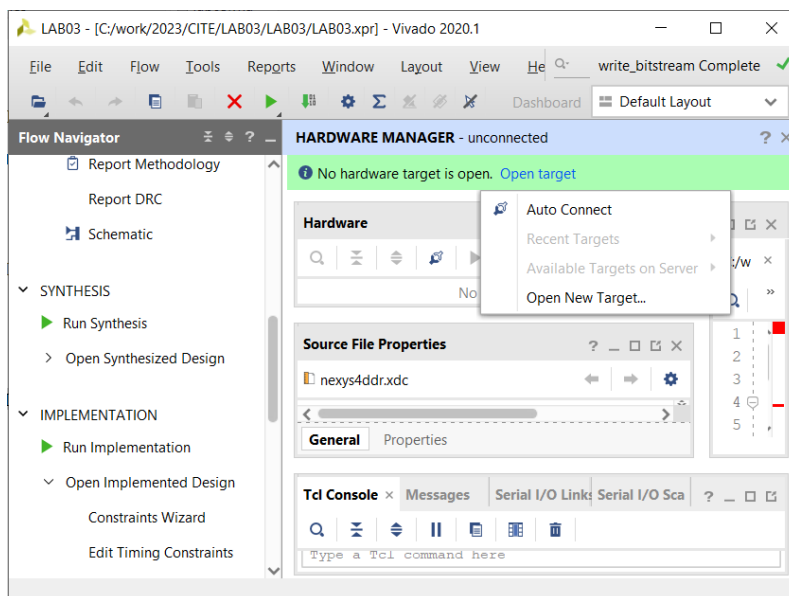 LAB03 - [C:/work/2023/CITE/LAB03/LAB03/LAB03.xpr] - Vivado 2020.1
File Edit Flow Tools Reports Window Layout View He Q- write_bitstream Complete
Dashboard Default Layout
Flow Navigator
Report Methodology
Report DRC
Schematic
SYNTHESIS
Run Synthesis
Open Synthesized Design
IMPLEMENTATION
Run Implementation
Open Implemented Design
Constraints Wizard
Edit Timing Constraints
HARDWARE MANAGER - unconnected
No hardware target is open. Open target
Auto Connect
Recent Targets
Available Targets on Server
Open New Target...
Hardware
No
:/w
1
2
3
4
5
Source File Properties
nexys4ddr.xdc
General Properties
Tcl Console Messages Serial I/O Links Serial I/O Sca
Type a Tcl command here